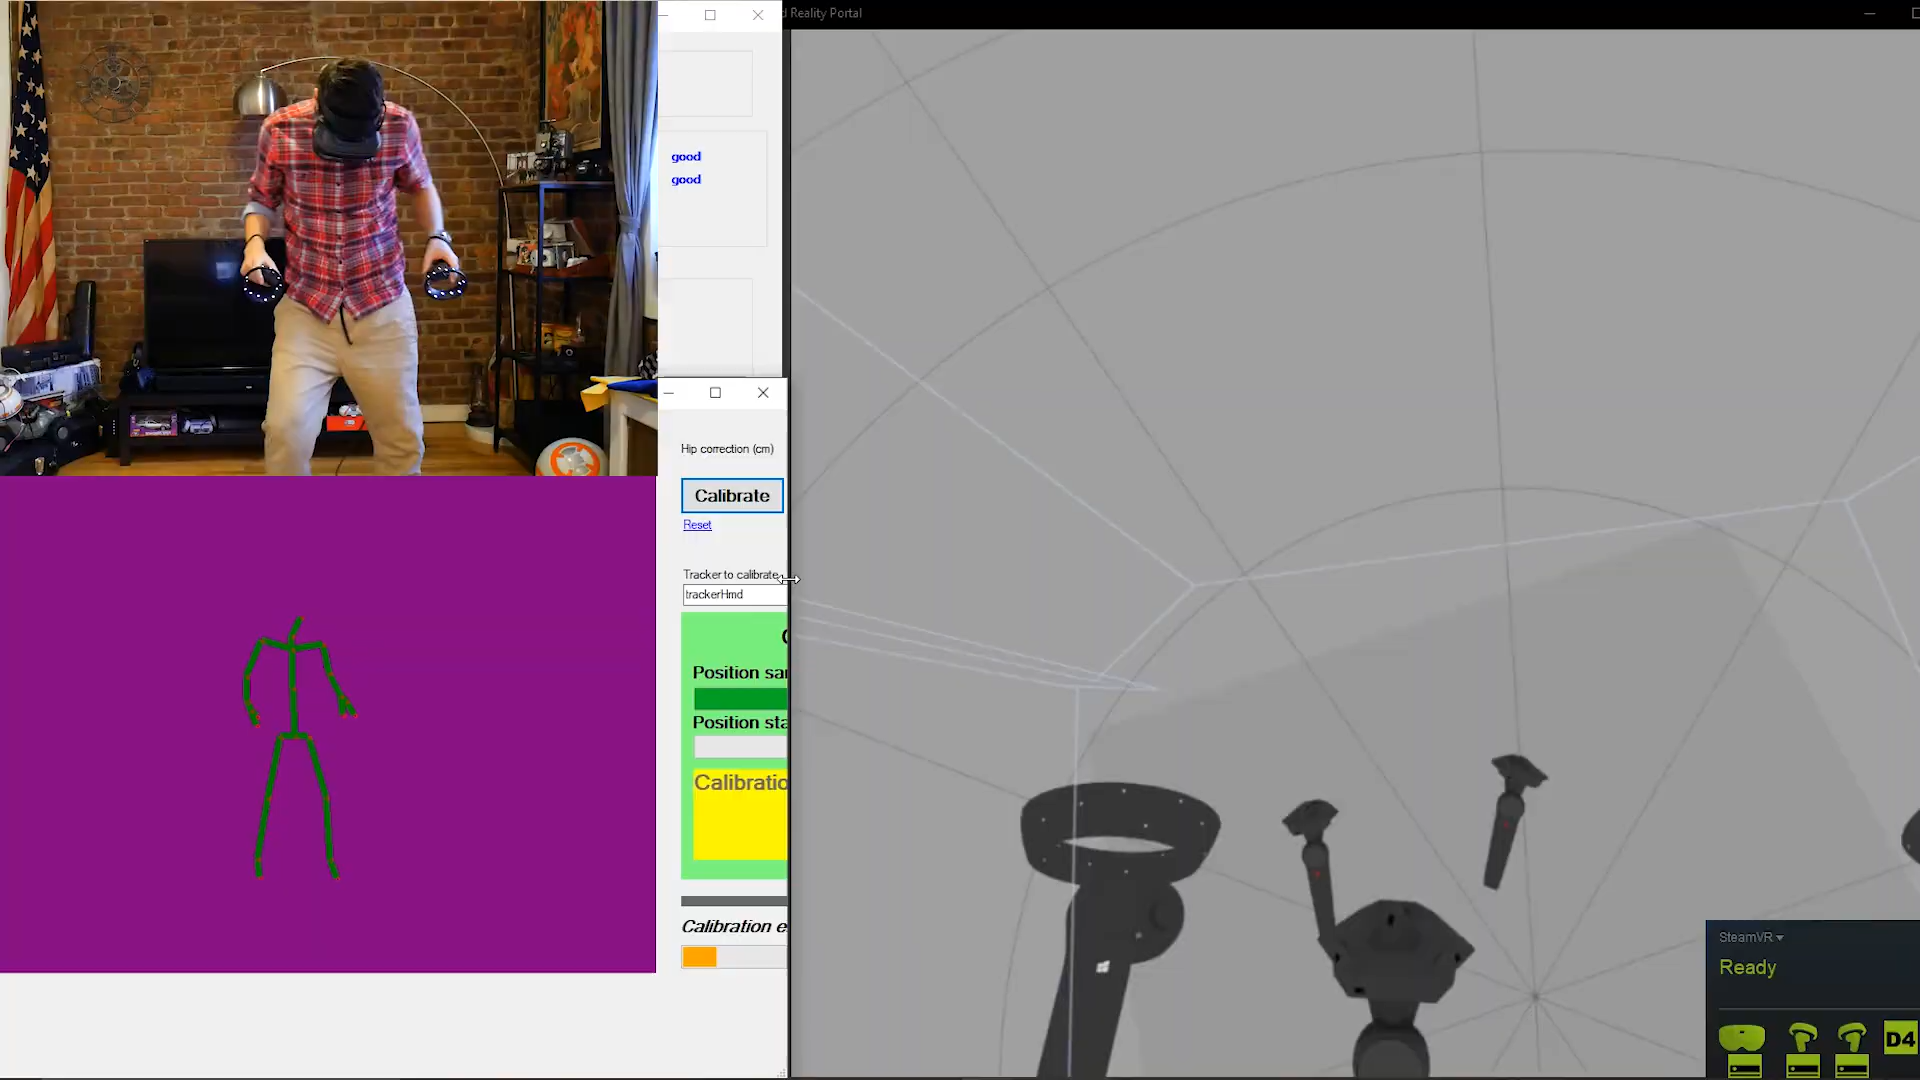 d Reality Portal
good
good
Hip correction (cm)
Calibrate
Reset
Tracker to calibrate
trackerHmd
Position sa
Position sta
Calibratio
Calibration e
SteamVR
Ready
D4